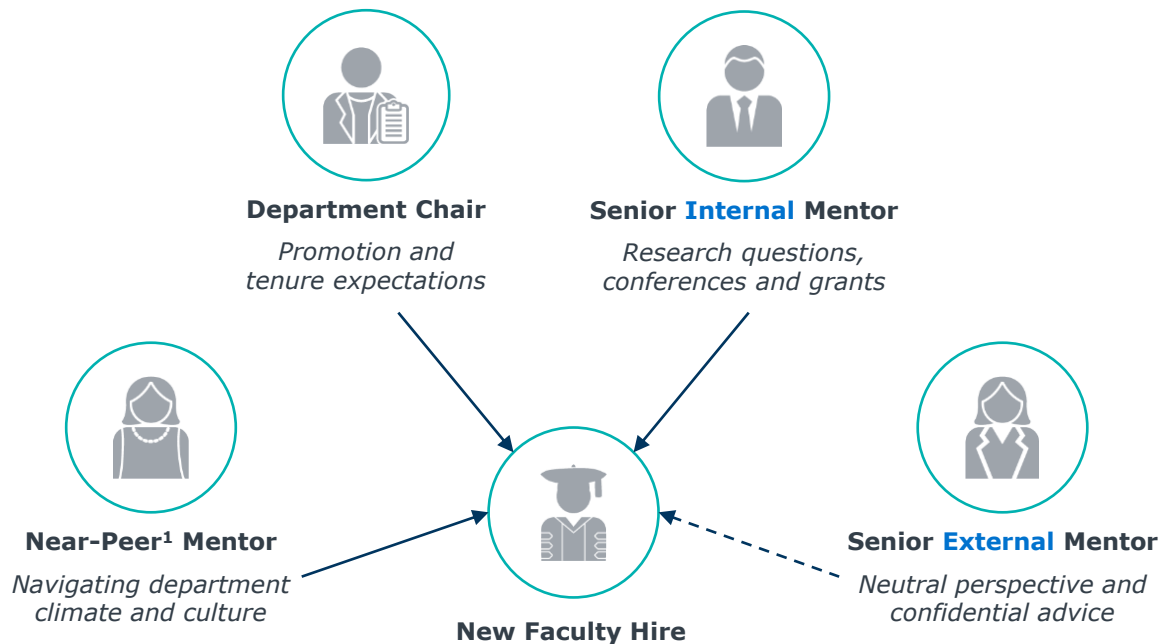 Department Chair
Promotion and
tenure expectations
Senior Internal Mentor
Research questions,
conferences and grants
Near-Peer¹ Mentor
Navigating department
climate and culture
New Faculty Hire
Senior External Mentor
Neutral perspective and
confidential advice